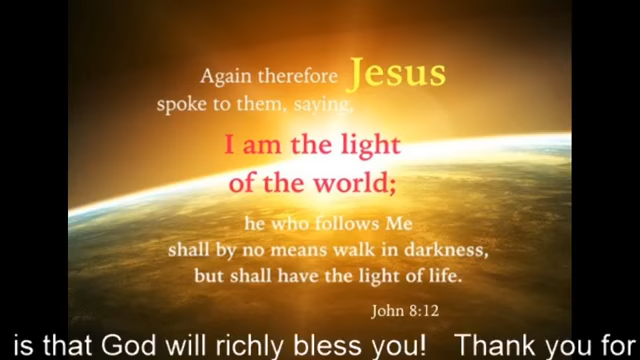 Again therefore Jesus
spoke to them, saying,
I am the light
of the world;
he who follows Me
shall by no means walk in darkness,
but shall have the light of life.
John 8:12
is that God will richly bless you! Thank you for